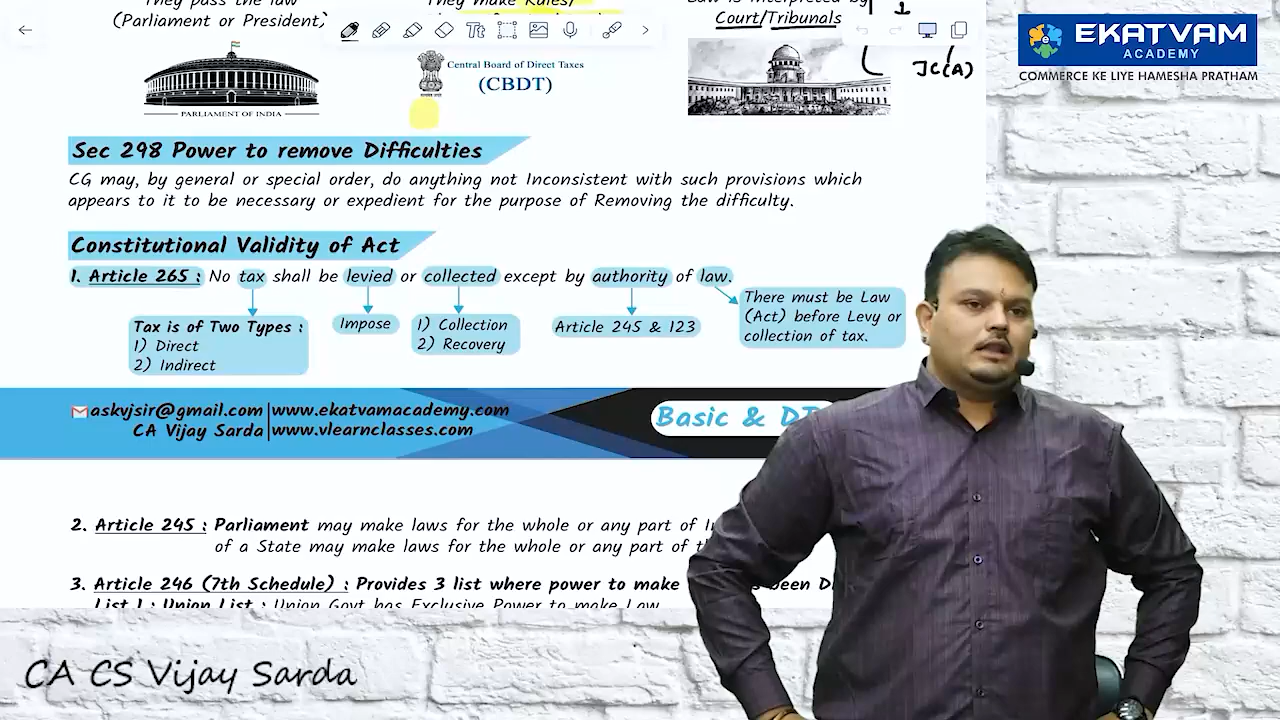 They pass the law
(Parliament or President)
They make Rules/
Law is interpreted by
Court/Tribunals
I
JC(A)
Tt
PARLIAMENT OF INDIA
Central Board of Direct Taxes
(CBDT)
EKATVAM
ACADEMY
COMMERCE KE LIYE HAMESHA PRATHAM
Sec 298 Power to remove Difficulties
CG may, by general or special order, do anything not Inconsistent with such provisions which
appears to it to be necessary or expedient for the purpose of Removing the difficulty.
Constitutional Validity of Act
1. Article 265 : No tax shall be levied or collected except by authority of law.
Tax is of Two Types :
1) Direct
2) Indirect
Impose
1) Collection
2) Recovery
Article 245 & 123
There must be Law
(Act) before Levy or
collection of tax.
askvjsir@gmail.com|www.ekatvamacademy.com
CA Vijay Sarda|www.vlearnclasses.com
Basic & DT
2. Article 245 : Parliament may make laws for the whole or any part of
of a State may make laws for the whole or any part of
3. Article 246 (7th Schedule) : Provides 3 list where power to make been
List 1 : Union List : Union Govt has Exclusive Power to make Law
CA CS Vijay Sarda